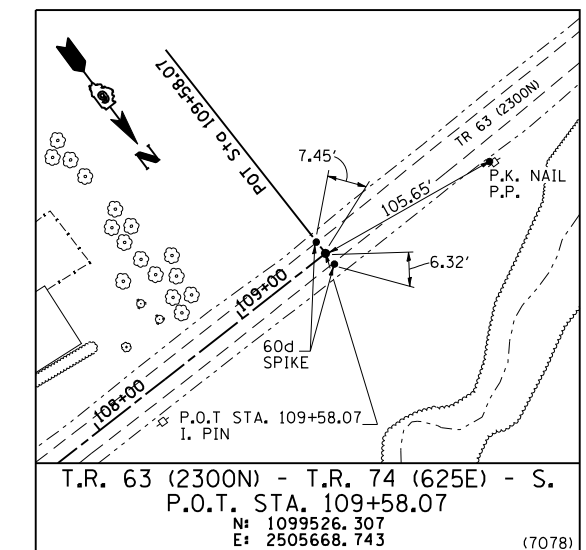 POT Sta 109+58.07
N
7.45'
TR 63 (2300N)
105.65'
P.K. NAIL
P.P.
6.32'
109+00
60d
SPIKE
108+00
P.O.T STA. 109+58.07
I. PIN
T.R. 63 (2300N) - T.R. 74 (625E) - S.
P.O.T. STA. 109+58.07
N: 1099526.307
E: 2505668.743
(7078)